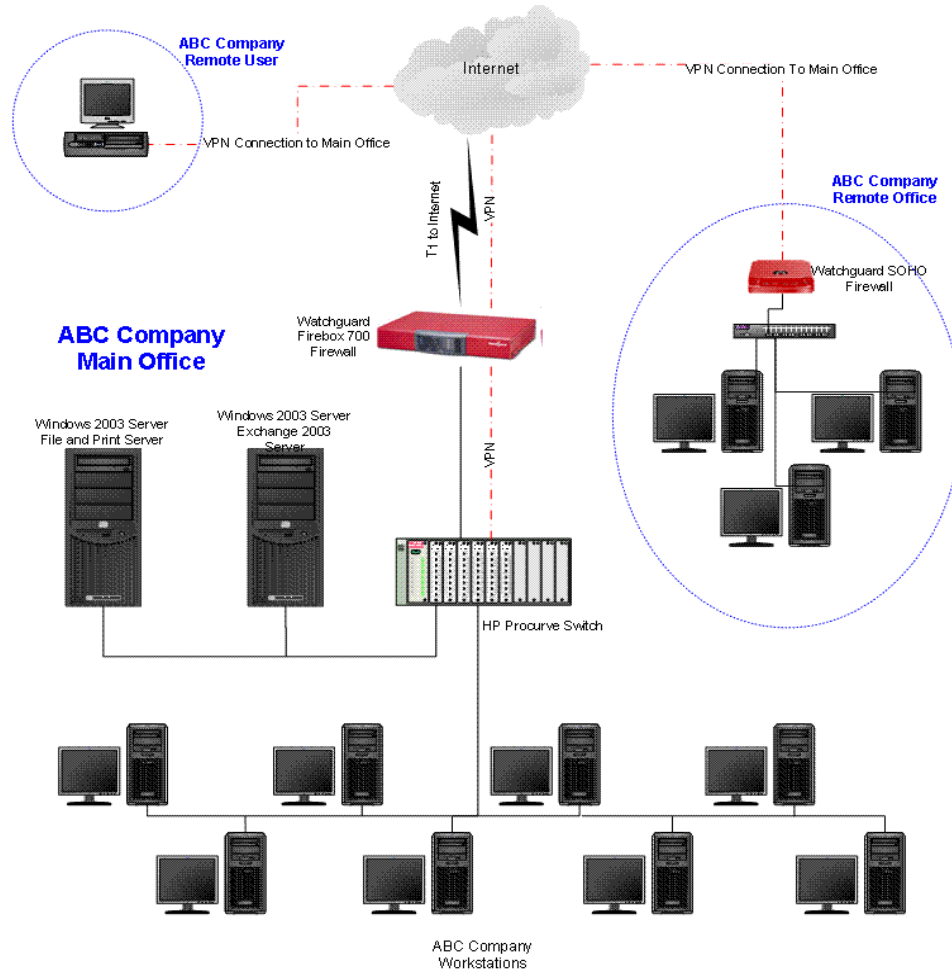 ABC Company
Remote User
Internet
VPN Connection To Main Office
VPN Connection to Main Office
ABC Company
Remote Office
T1 to Internet
VPN
Watchguard SOHO
Firewall
Watchguard
Firebox 700
Firewall
ABC Company
Main Office
Windows 2003 Server
File and Print Server
Windows 2003 Server
Exchange 2003
Server
VPN
HP Procurve Switch
ABC Company
Workstations